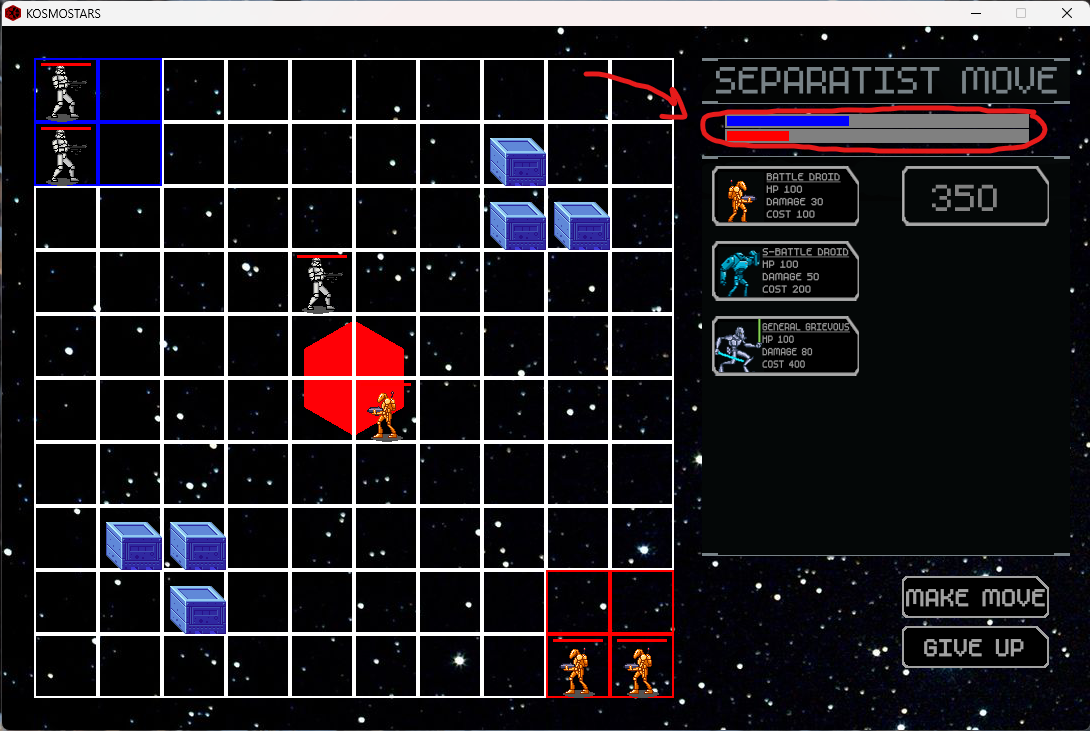 KOSMOSTARS
SEPARATIST MOVE
BATTLE DROID
HP 100
DAMAGE 30
COST 100
350
S-BATTLE DROID
HP 100
DAMAGE 50
COST 200
GENERAL GRIEVOUS
HP 100
DAMAGE 80
COST 400
MAKE MOVE
GIVE UP